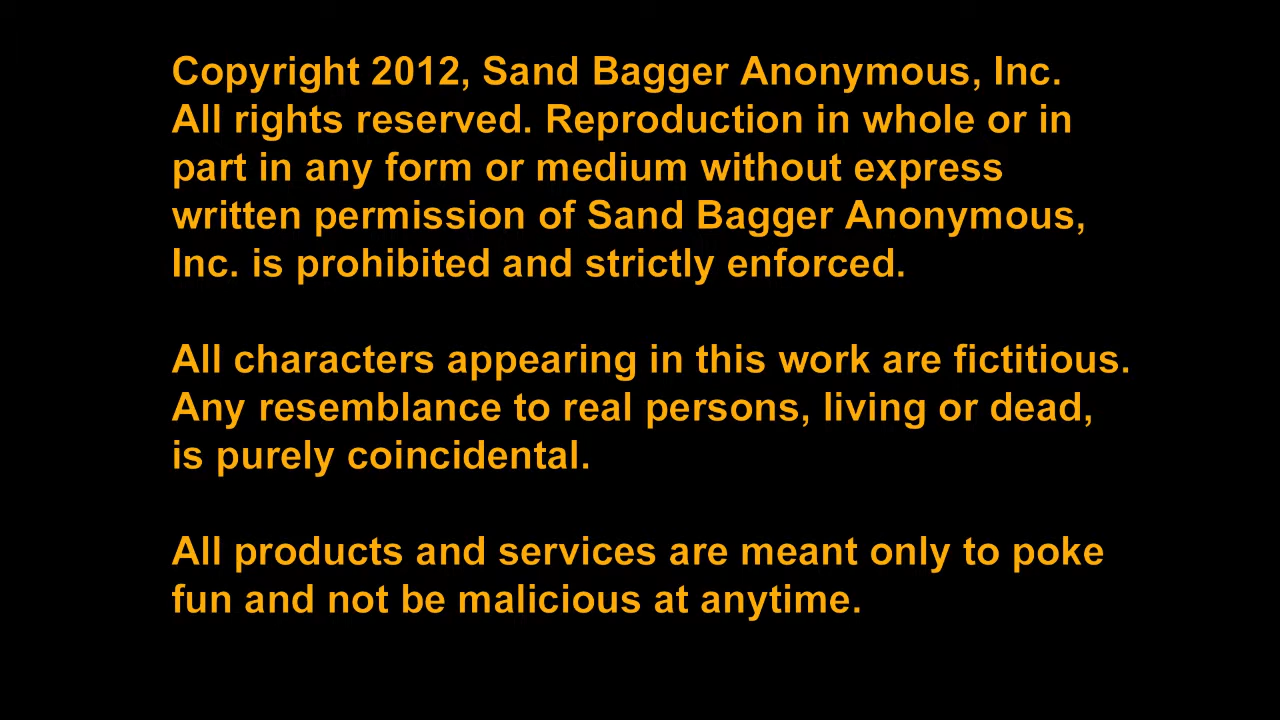 Copyright 2012, Sand Bagger Anonymous, Inc.
All rights reserved. Reproduction in whole or in
part in any form or medium without express
written permission of Sand Bagger Anonymous,
Inc. is prohibited and strictly enforced.
All characters appearing in this work are fictitious.
Any resemblance to real persons, living or dead,
is purely coincidental.
All products and services are meant only to poke
fun and not be malicious at anytime.